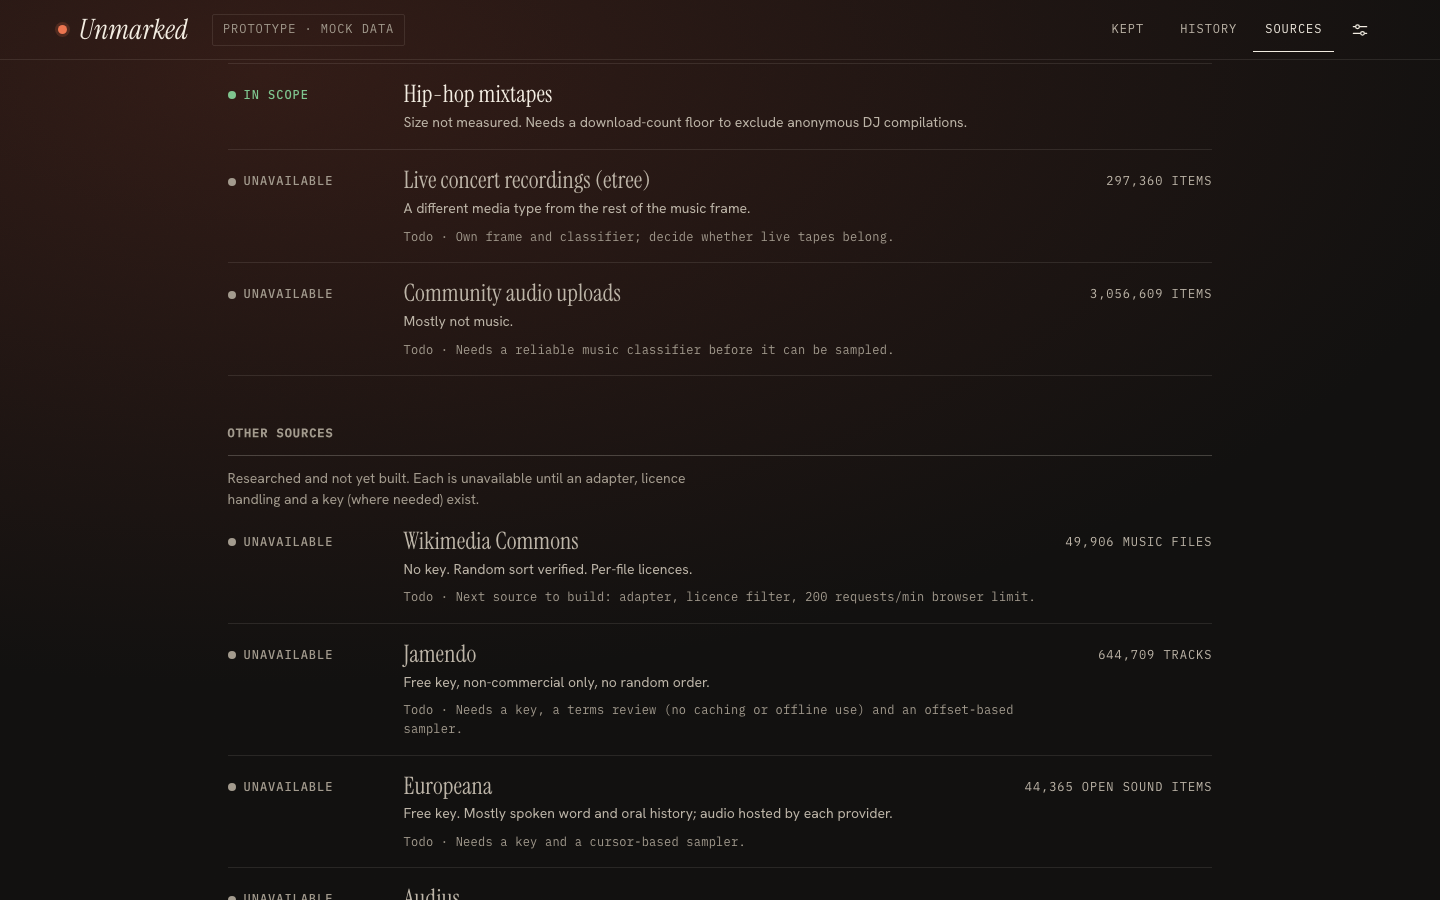 Unmarked
PROTOTYPE · MOCK DATA
KEPT
HISTORY
SOURCES
IN SCOPE
Hip-hop mixtapes
Size not measured. Needs a download-count floor to exclude anonymous DJ compilations.
UNAVAILABLE
Live concert recordings (etree)
297,360 ITEMS
A different media type from the rest of the music frame.
Todo · Own frame and classifier; decide whether live tapes belong.
UNAVAILABLE
Community audio uploads
3,056,609 ITEMS
Mostly not music.
Todo · Needs a reliable music classifier before it can be sampled.
OTHER SOURCES
Researched and not yet built. Each is unavailable until an adapter, licence
handling and a key (where needed) exist.
UNAVAILABLE
Wikimedia Commons
49,906 MUSIC FILES
No key. Random sort verified. Per-file licences.
Todo · Next source to build: adapter, licence filter, 200 requests/min browser limit.
UNAVAILABLE
Jamendo
644,709 TRACKS
Free key, non-commercial only, no random order.
Todo · Needs a key, a terms review (no caching or offline use) and an offset-based
sampler.
UNAVAILABLE
Europeana
44,365 OPEN SOUND ITEMS
Free key. Mostly spoken word and oral history; audio hosted by each provider.
Todo · Needs a key and a cursor-based sampler.
UNAVAILABLE
Audius